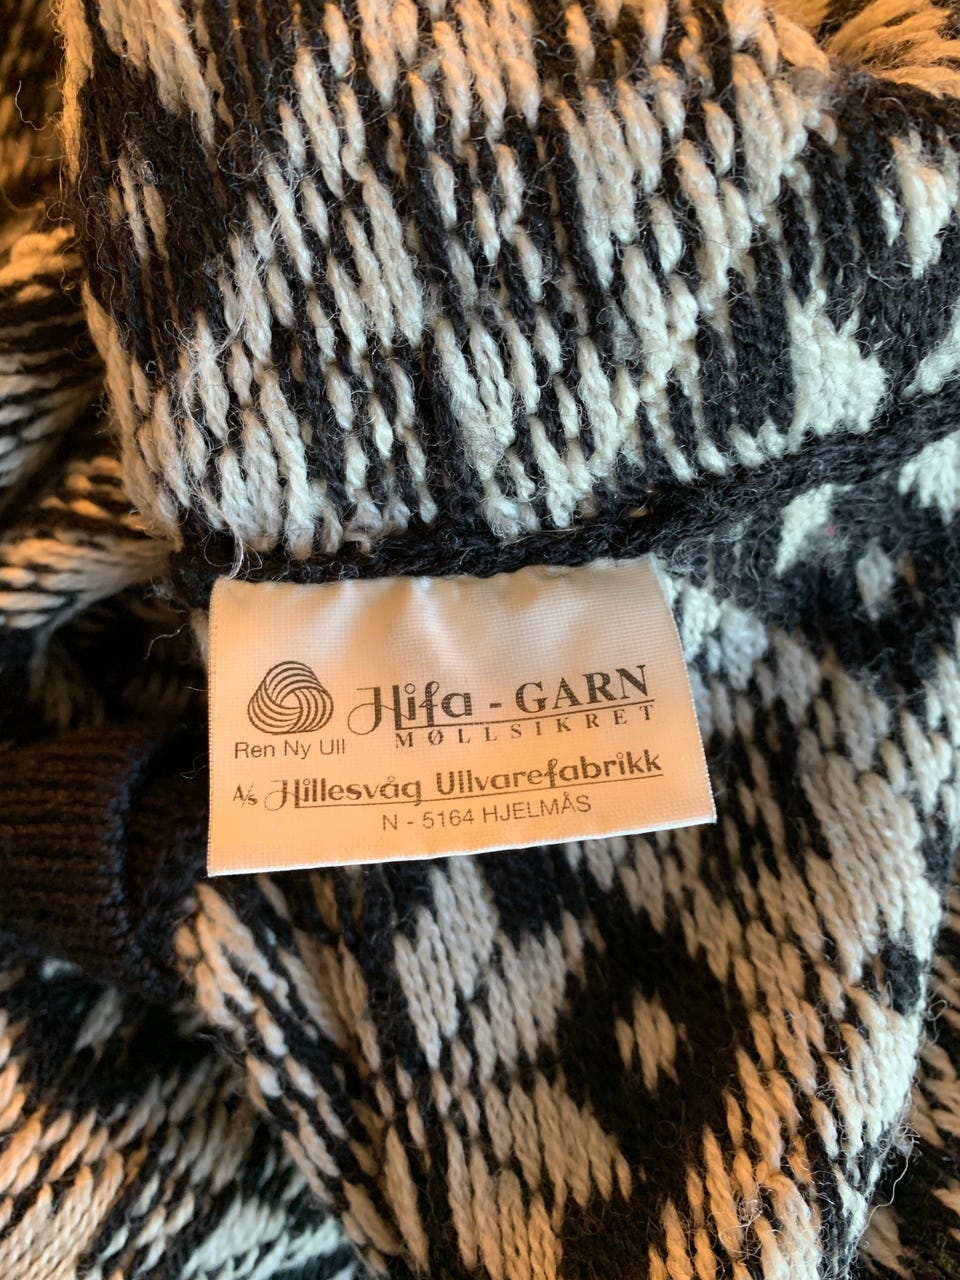 Hifa - GARN
MØLLSIKRET
Ren Ny Ull
A/s Hillesvåg Ullvarefabrikk
N - 5164 HJELMÅS